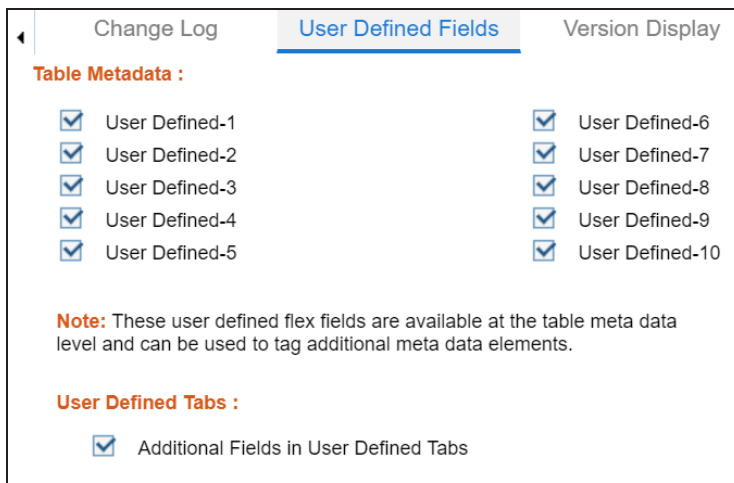 Change Log User Defined Fields Version Display
Table Metadata :
User Defined-1 User Defined-6
User Defined-2 User Defined-7
User Defined-3 User Defined-8
User Defined-4 User Defined-9
User Defined-5 User Defined-10
Note: These user defined flex fields are available at the table meta data
level and can be used to tag additional meta data elements.
User Defined Tabs :
Additional Fields in User Defined Tabs